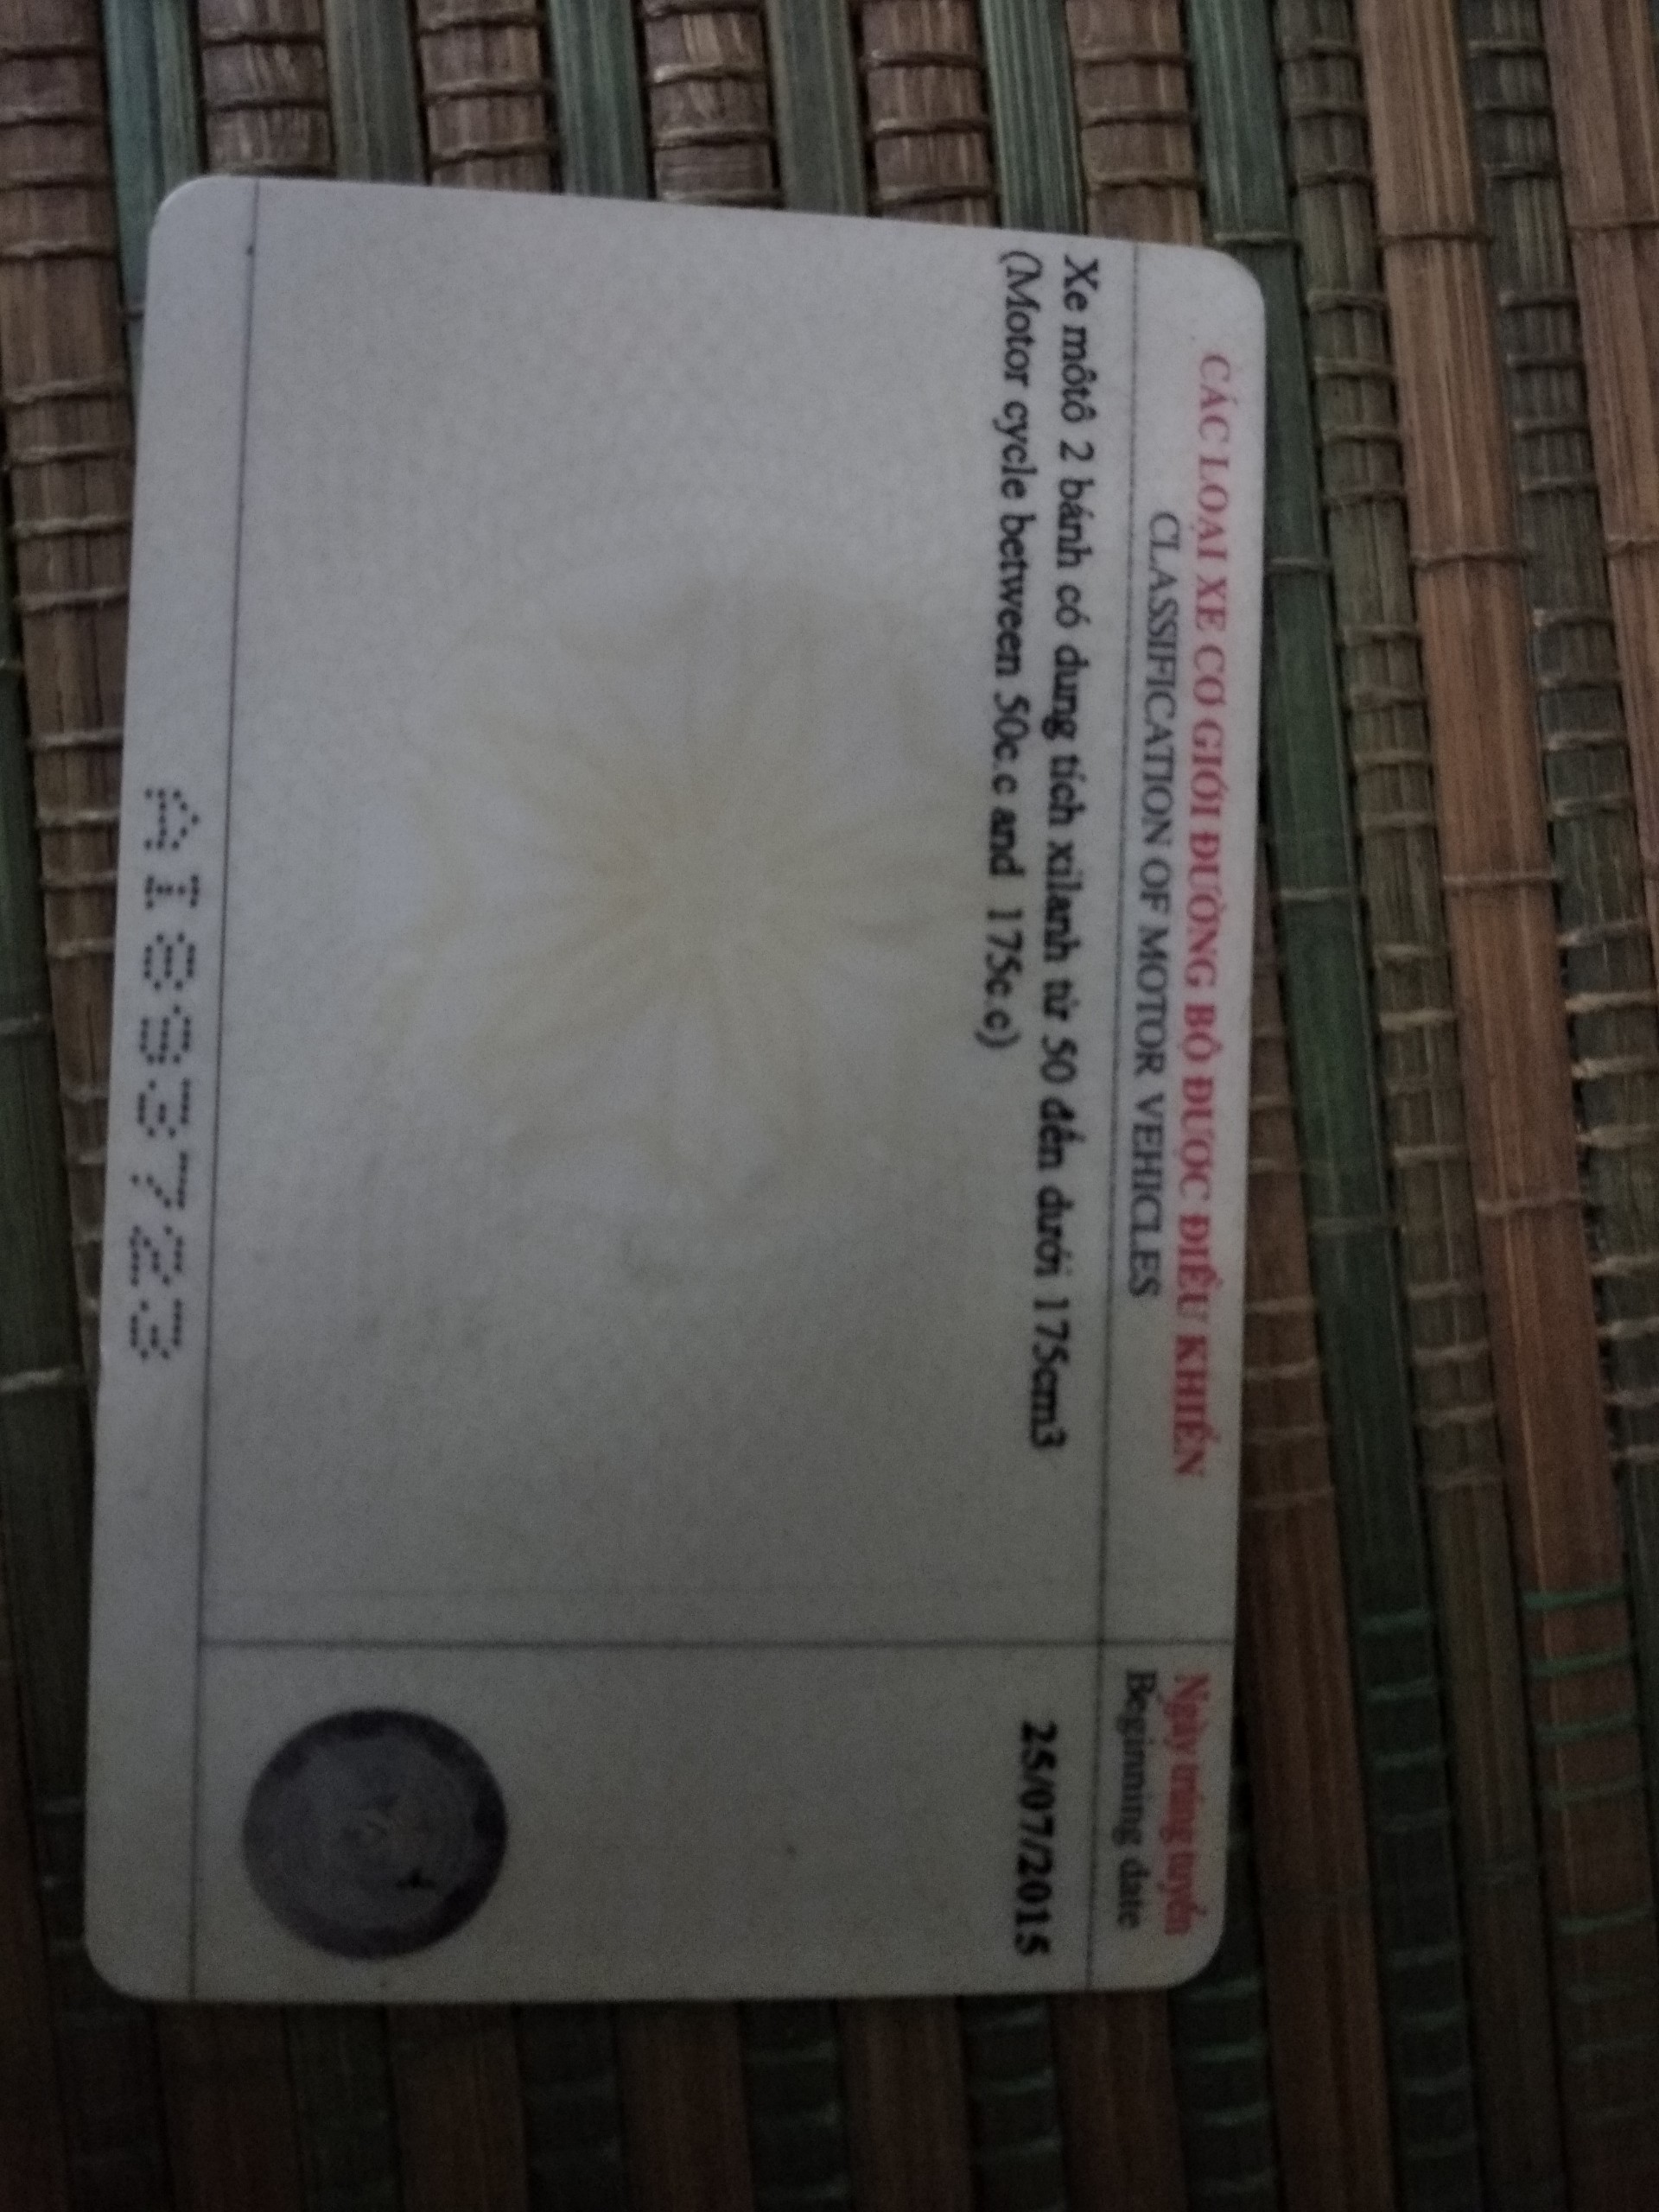 CÁC LOẠI XE CƠ GIỚI ĐƯỜNG BỘ ĐƯỢC ĐIỀU KHIỂN
CLASSIFICATION OF MOTOR VEHICLES
Ngày trúng tuyển
Beginning date
Xe môtô 2 bánh có dung tích xilanh từ 50 đến dưới 175cm3
(Motor cycle between 50c.c and 175c.c)
25/07/2015
AI8937723